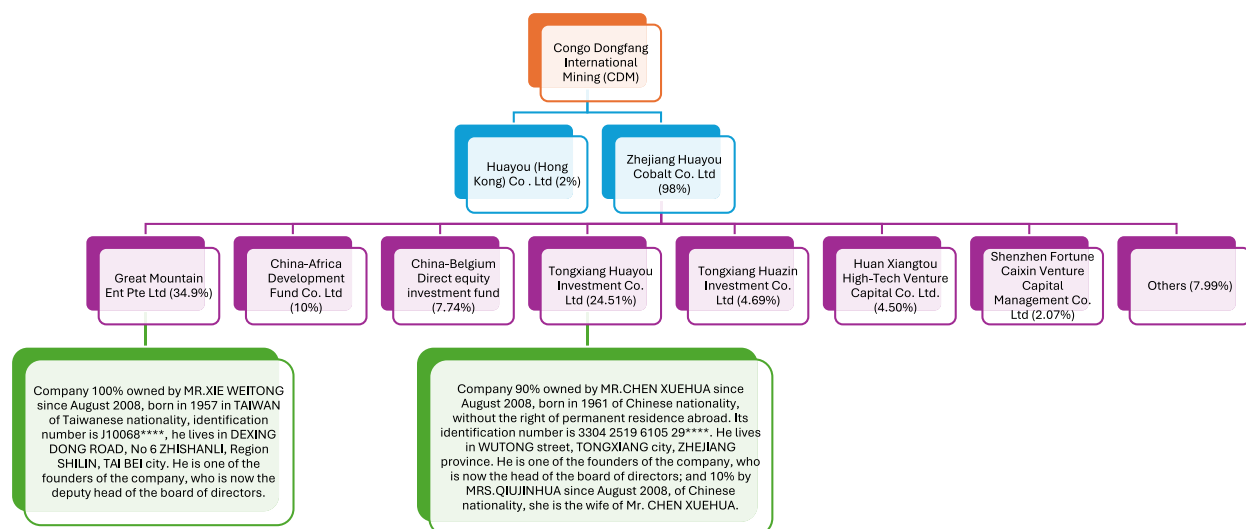 Congo Dongfang
International
Mining (CDM)
Huayou (Hong
Kong) Co . Ltd (2%)
Zhejiang Huayou
Cobalt Co. Ltd
(98%)
Great Mountain
Ent Pte Ltd (34.9%)
China-Africa
Development
Fund Co. Ltd
(10%)
China-Belgium
Direct equity
investment fund
(7.74%)
Tongxiang Huayou
Investment Co.
Ltd (24.51%)
Tongxiang Huazin
Investment Co.
Ltd (4.69%)
Huan Xiangtou
High-Tech Venture
Capital Co. Ltd.
(4.50%)
Shenzhen Fortune
Caixin Venture
Capital
Management Co.
Ltd (2.07%)
Others (7.99%)
Company 100% owned by MR.XIE WEITONG
since August 2008, born in 1957 in TAIWAN
of Taiwanese nationality, identification
number is J10068****, he lives in DEXING
DONG ROAD, No 6 ZHISHANLI, Region
SHILIN, TAI BEI city. He is one of the
founders of the company, who is now the
deputy head of the board of directors.
Company 90% owned by MR.CHEN XUEHUA since
August 2008, born in 1961 of Chinese nationality,
without the right of permanent residence abroad. Its
identification number is 3304 2519 6105 29****. He lives
in WUTONG street, TONGXIANG city, ZHEJIANG
province. He is one of the founders of the company, who
is now the head of the board of directors; and 10% by
MRS.QIUJINHUA since August 2008, of Chinese
nationality, she is the wife of Mr. CHEN XUEHUA.